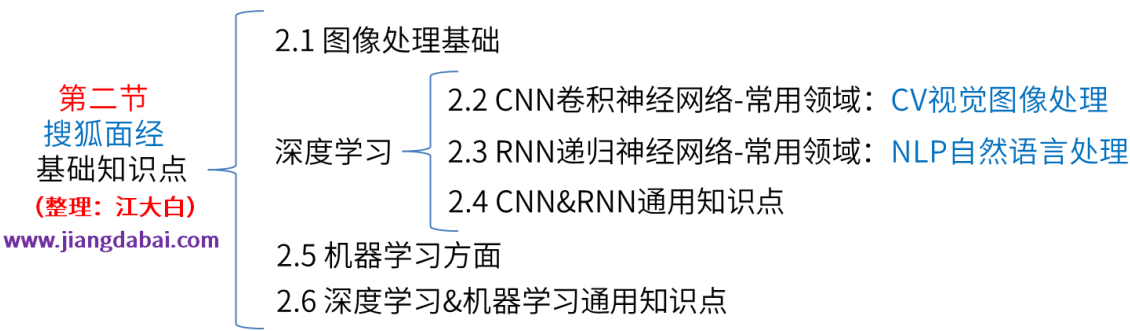 第二节
搜狐面经
基础知识点
（整理：江大白）
www.jiangdabai.com
2.1 图像处理基础
深度学习
2.2 CNN卷积神经网络-常用领域：CV视觉图像处理
2.3 RNN递归神经网络-常用领域：NLP自然语言处理
2.4 CNN&RNN通用知识点
2.5 机器学习方面
2.6 深度学习&机器学习通用知识点